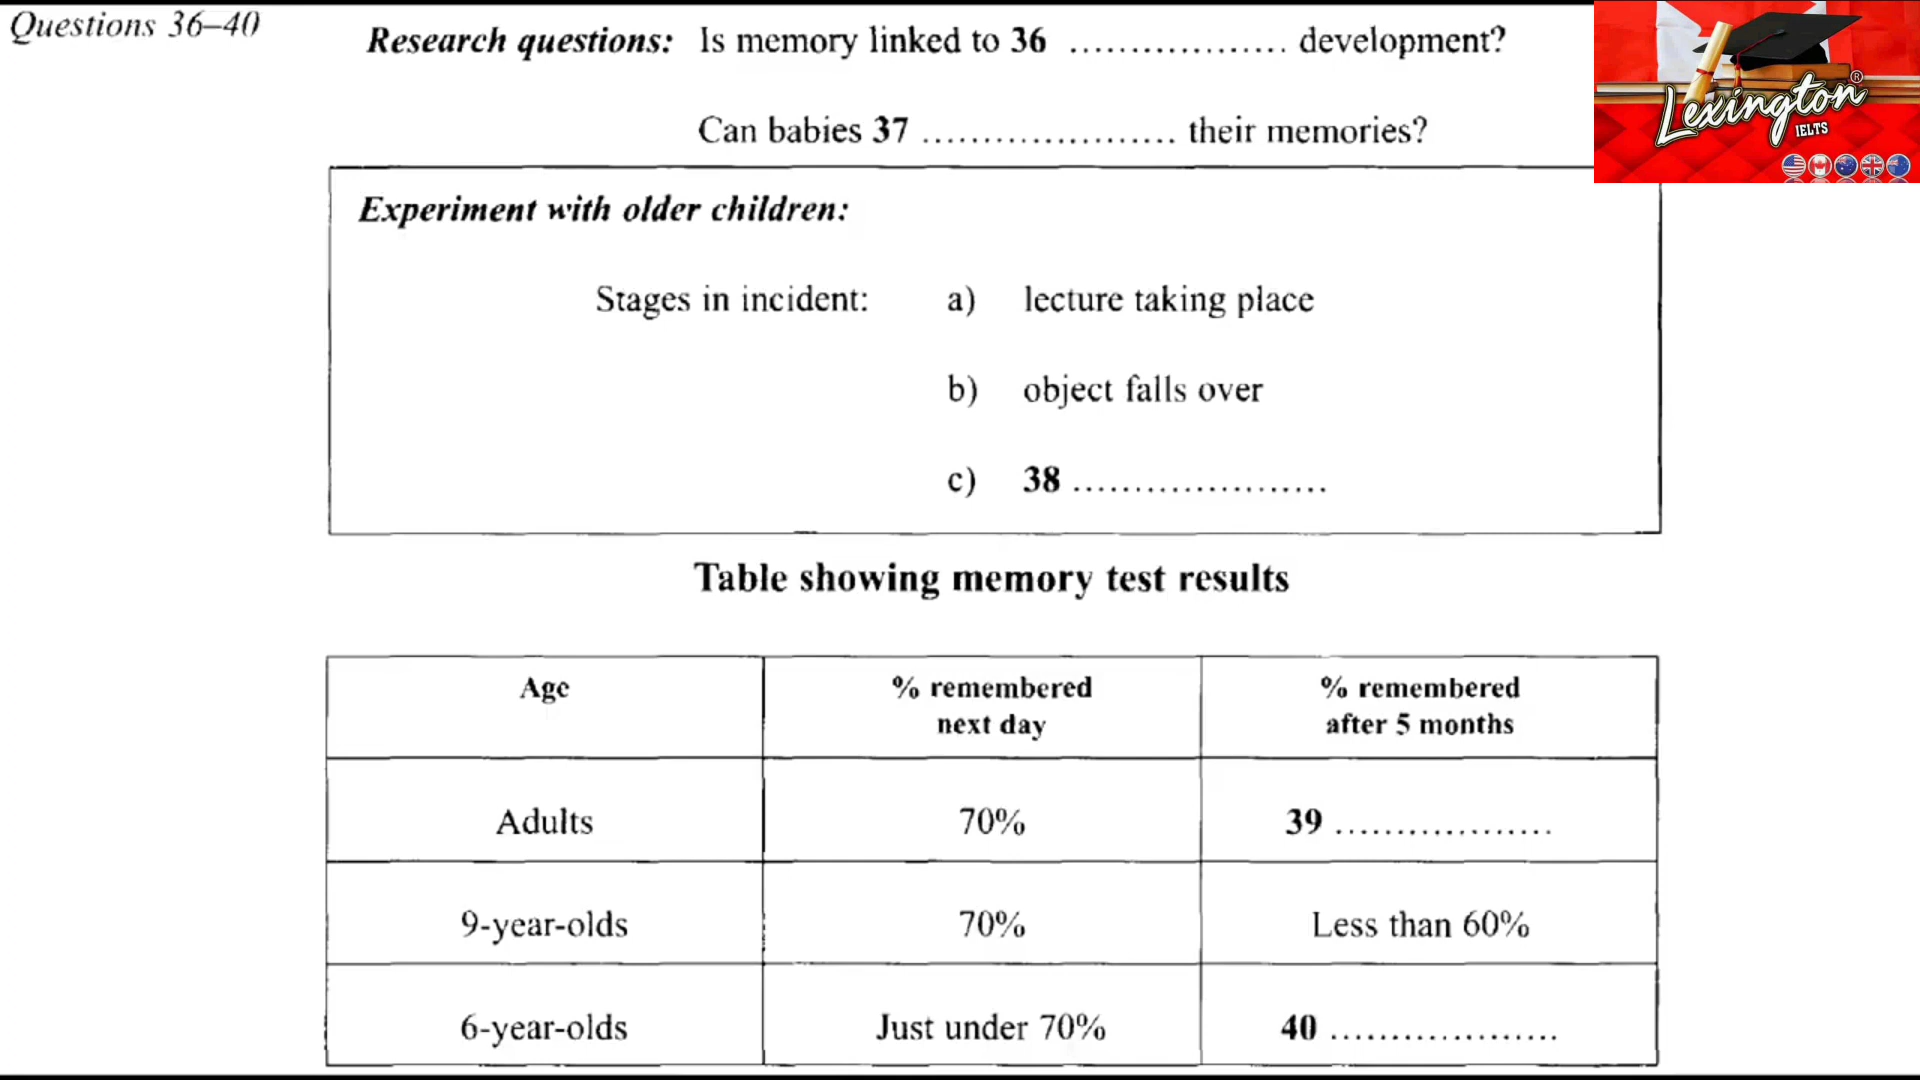 Questions 36–40
Research questions: Is memory linked to 36 .................. development?
Can babies 37 ..................... their memories?
Lexington®
IELTS
Experiment with older children:
Stages in incident: a) lecture taking place
b) object falls over
c) 38 .....................
Table showing memory test results
Age % remembered next day % remembered after 5 months
Adults 70% 39 ..................
9-year-olds 70% Less than 60%
6-year-olds Just under 70% 40 ...................